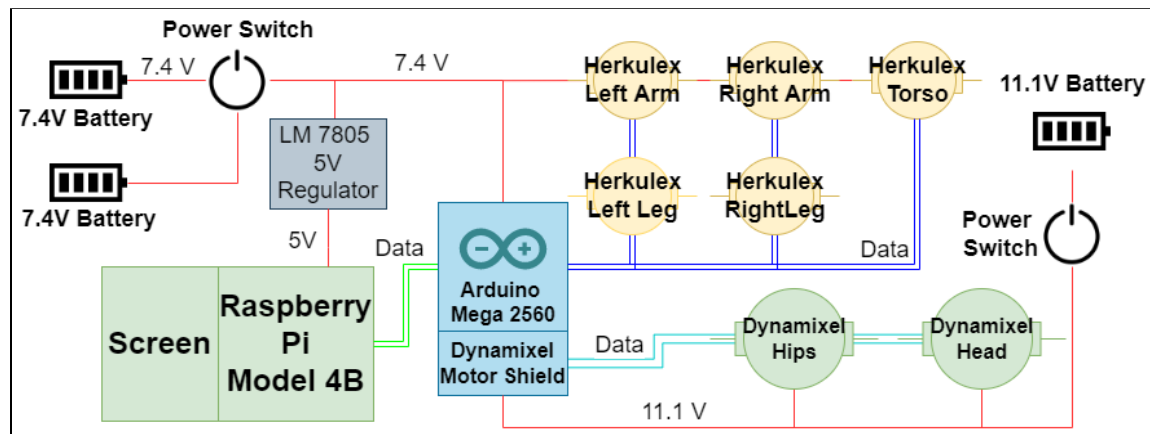 Power Switch
7.4 V
7.4 V
7.4V Battery
7.4V Battery
LM 7805
5V
Regulator
5V
Data
Screen
Raspberry
Pi
Model 4B
Arduino
Mega 2560
Dynamixel
Motor Shield
Herkulex
Left Arm
Herkulex
Right Arm
Herkulex
Torso
Herkulex
Left Leg
Herkulex
RightLeg
Data
11.1V Battery
Power
Switch
Data
Dynamixel
Hips
Dynamixel
Head
11.1 V